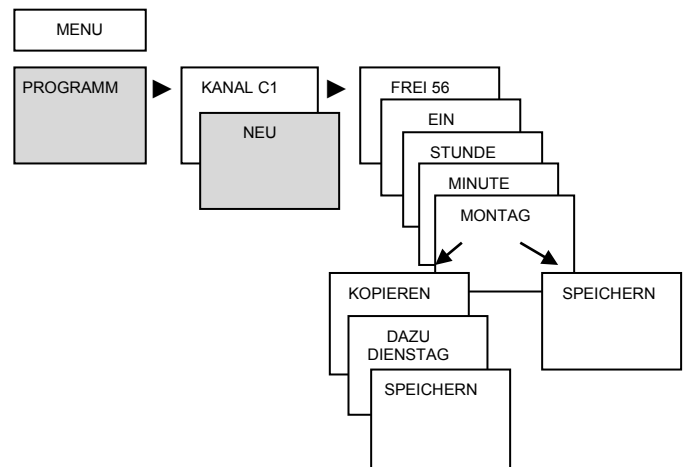 MENU
PROGRAMM
KANAL C1
NEU
FREI 56
EIN
STUNDE
MINUTE
MONTAG
KOPIEREN
DAZU
DIENSTAG
SPEICHERN
SPEICHERN